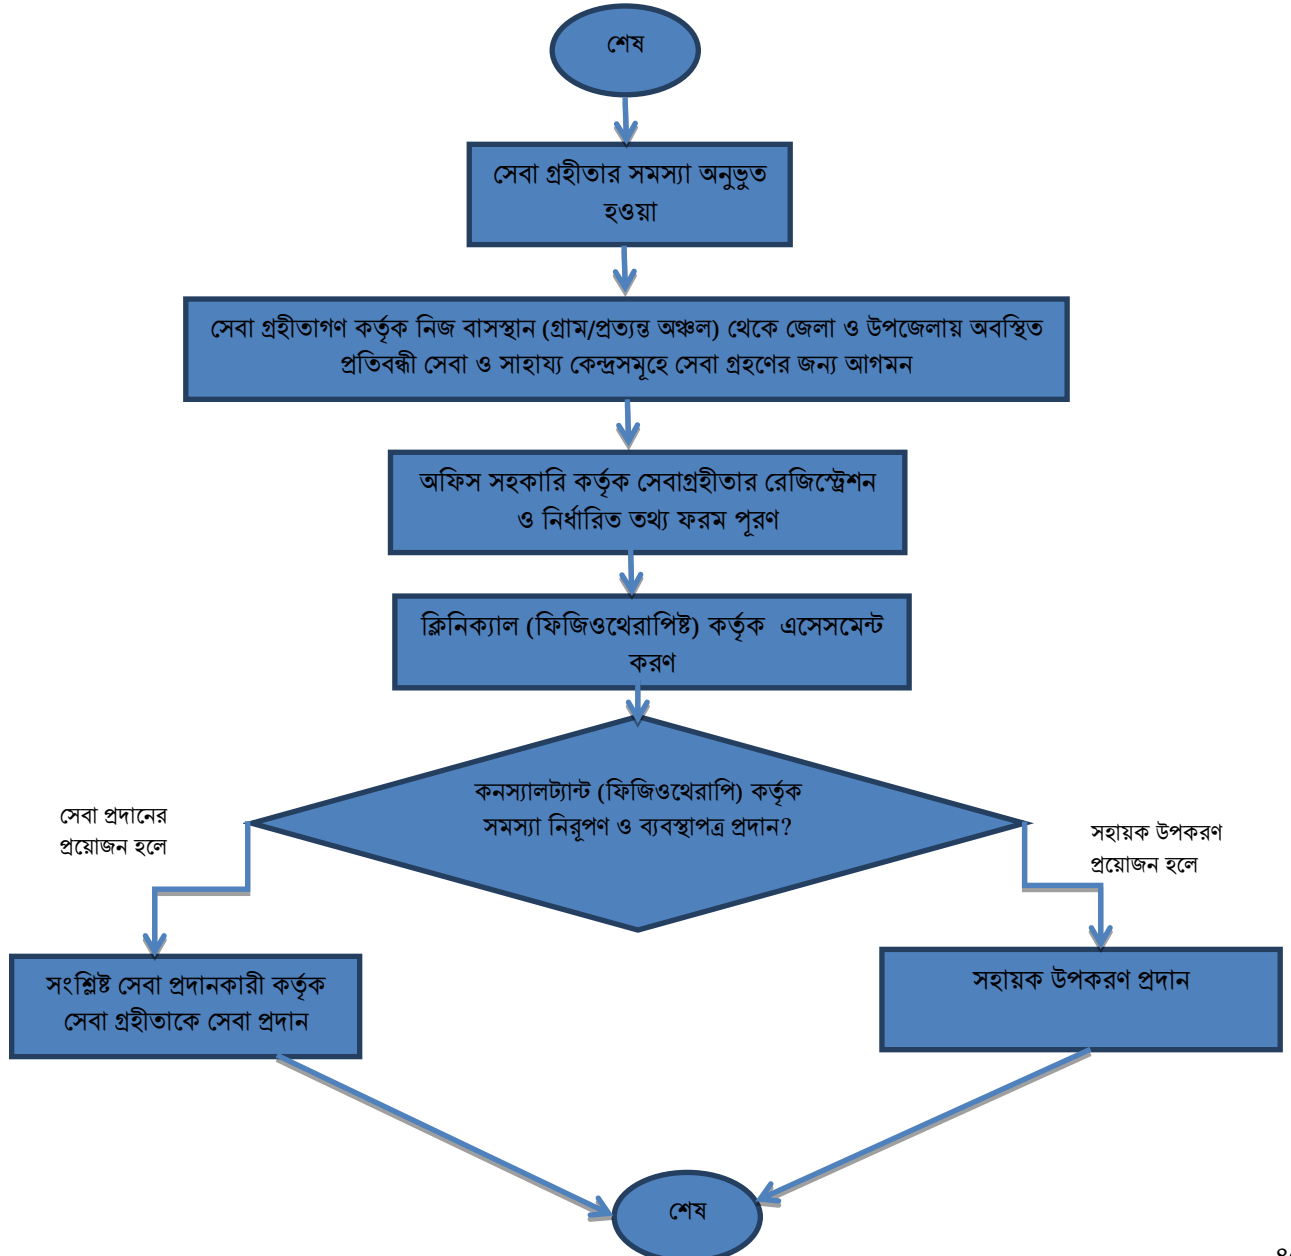 শেষ
সেবা গ্রহীতার সমস্যা অনুভুত
হওয়া
সেবা গ্রহীতাগণ কর্তৃক নিজ বাসস্থান (গ্রাম/প্রত্যন্ত অঞ্চল) থেকে জেলা ও উপজেলায় অবস্থিত
প্রতিবন্ধী সেবা ও সাহায্য কেন্দ্রসমূহে সেবা গ্রহণের জন্য আগমন
অফিস সহকারি কর্তৃক সেবাগ্রহীতার রেজিস্ট্রেশন
ও নির্ধারিত তথ্য ফরম পূরণ
ক্লিনিক্যাল (ফিজিওথেরাপিষ্ট) কর্তৃক এসেসমেন্ট
করণ
কনস্যালট্যান্ট (ফিজিওথেরাপি) কর্তৃক
সমস্যা নিরূপণ ও ব্যবস্থাপত্র প্রদান?
সেবা প্রদানের
প্রয়োজন হলে
সহায়ক উপকরণ
প্রয়োজন হলে
সংশ্লিষ্ট সেবা প্রদানকারী কর্তৃক
সেবা গ্রহীতাকে সেবা প্রদান
সহায়ক উপকরণ প্রদান
শেষ